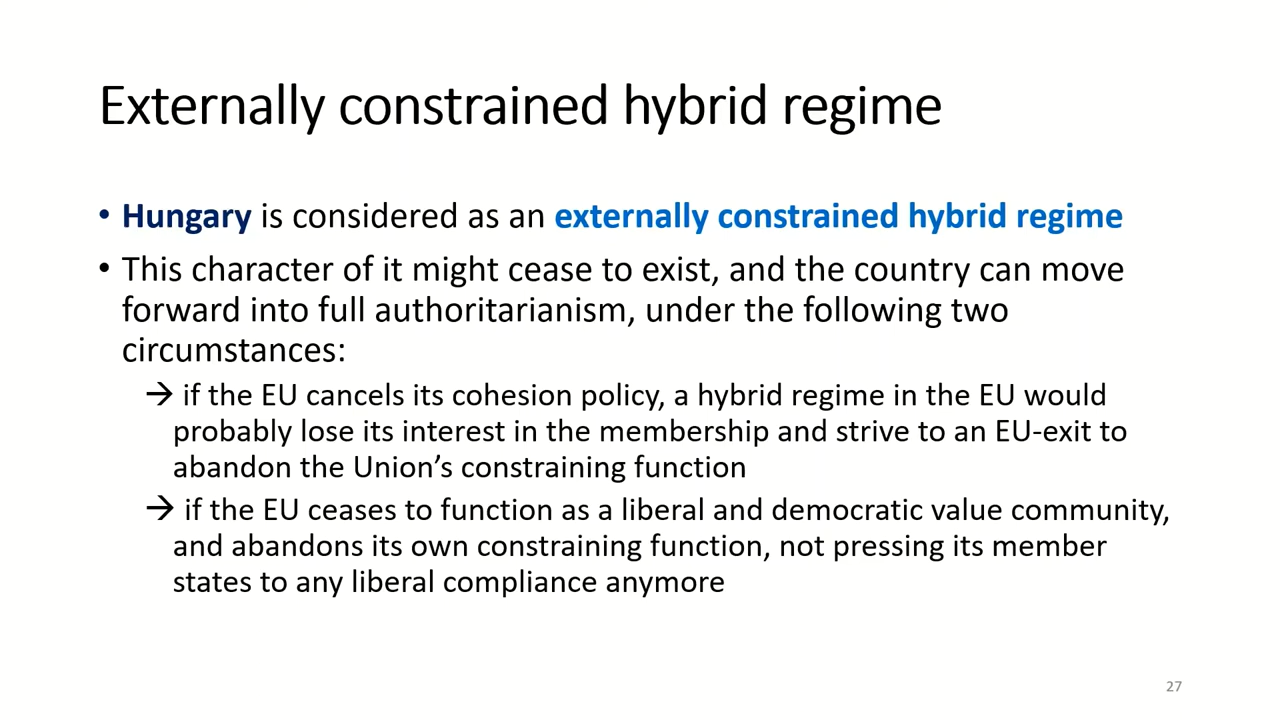 Externally constrained hybrid regime
• Hungary is considered as an externally constrained hybrid regime
• This character of it might cease to exist, and the country can move
forward into full authoritarianism, under the following two
circumstances:
→ if the EU cancels its cohesion policy, a hybrid regime in the EU would
probably lose its interest in the membership and strive to an EU-exit to
abandon the Union’s constraining function
→ if the EU ceases to function as a liberal and democratic value community,
and abandons its own constraining function, not pressing its member
states to any liberal compliance anymore
27